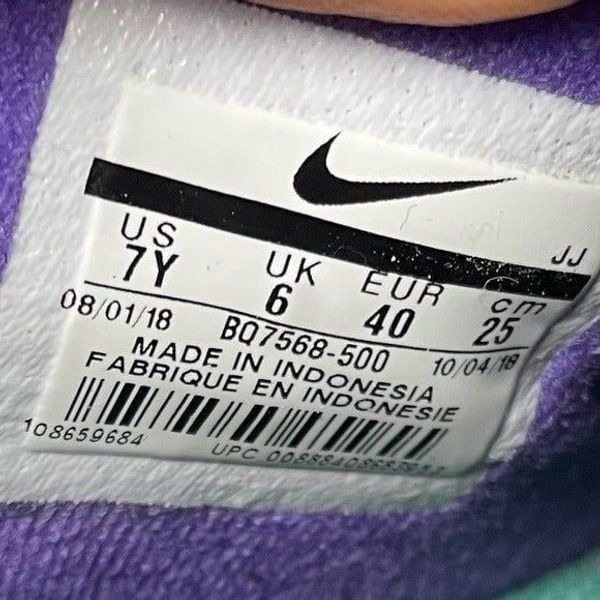 JJ
US UK EUR cm
7Y 6 40 25
08/01/18 BQ7568-500 10/04/18
MADE IN INDONESIA
FABRIQUE EN INDONESIE
108659684 UPC